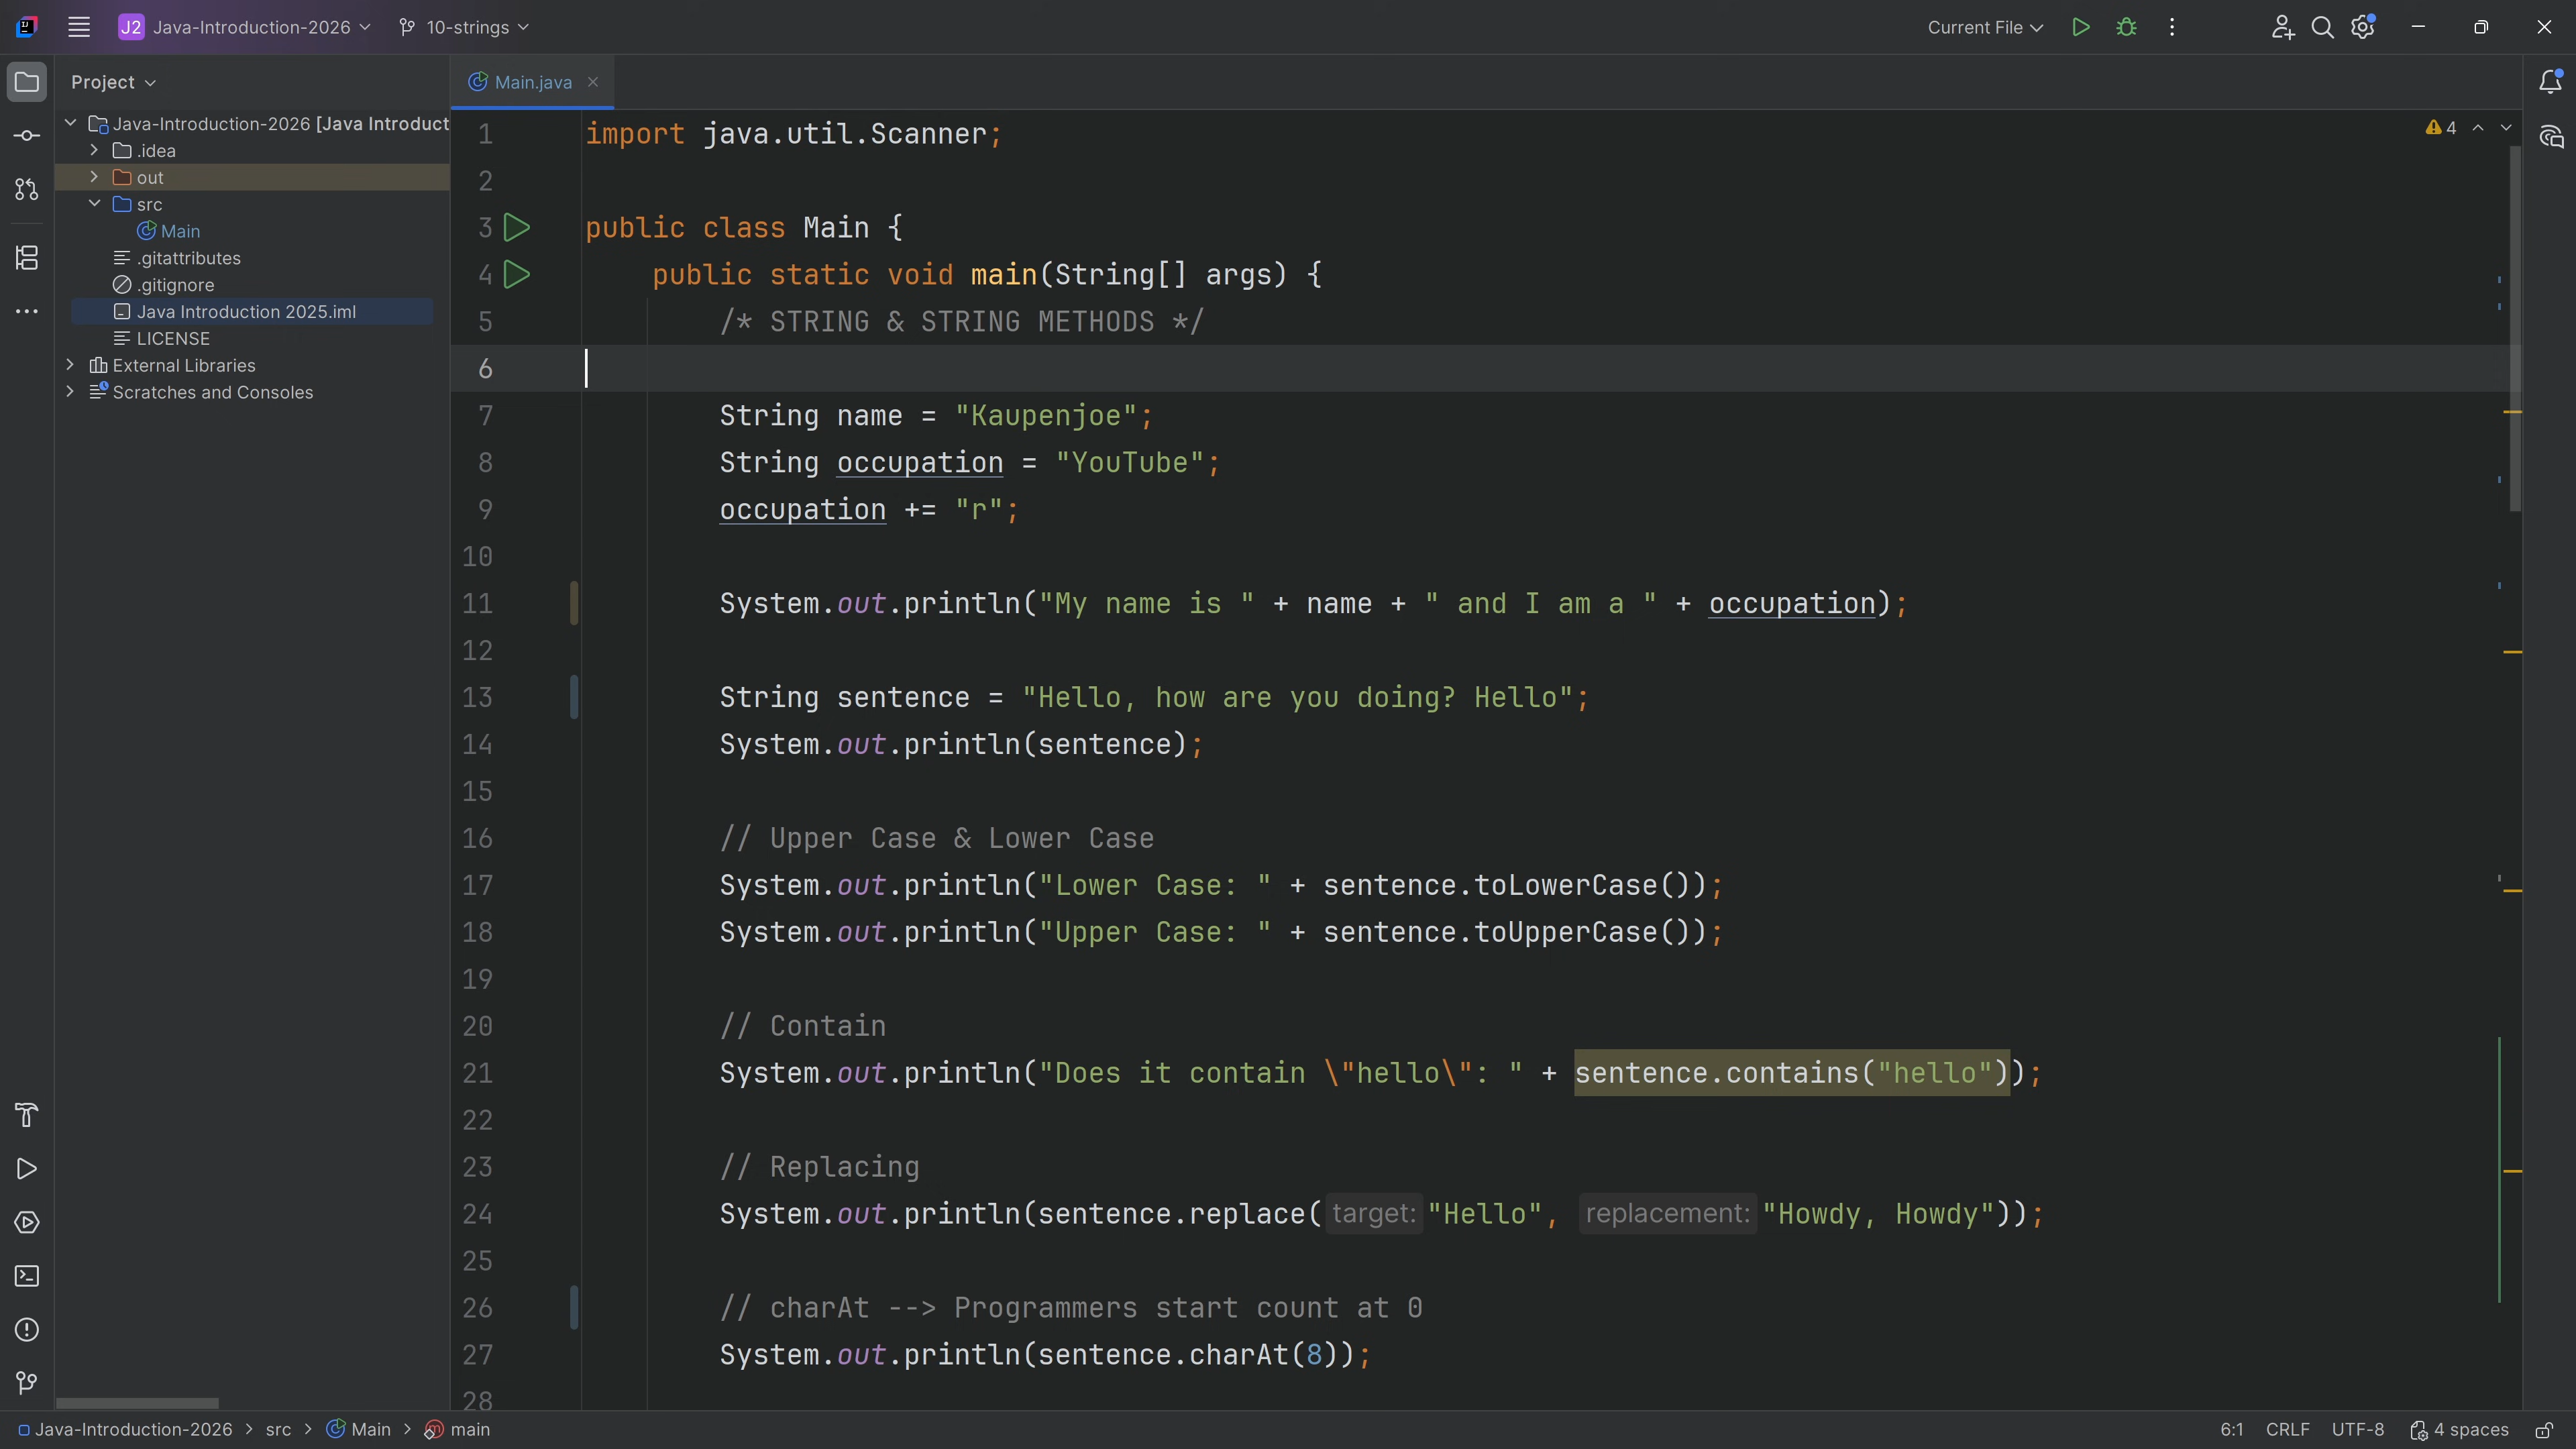 J2 Java-Introduction-2026 10-strings Current File
Project
Main.java
Java-Introduction-2026 [Java Introduct
.idea
out
src
Main
.gitattributes
.gitignore
Java Introduction 2025.iml
LICENSE
External Libraries
Scratches and Consoles
4
1 import java.util.Scanner;
2
3 public class Main {
4 public static void main(String[] args) {
5 /* STRING & STRING METHODS */
6
7 String name = "Kaupenjoe";
8 String occupation = "YouTube";
9 occupation += "r";
10
11 System.out.println("My name is " + name + " and I am a " + occupation);
12
13 String sentence = "Hello, how are you doing? Hello";
14 System.out.println(sentence);
15
16 // Upper Case & Lower Case
17 System.out.println("Lower Case: " + sentence.toLowerCase());
18 System.out.println("Upper Case: " + sentence.toUpperCase());
19
20 // Contain
21 System.out.println("Does it contain \"hello\": " + sentence.contains("hello"));
22
23 // Replacing
24 System.out.println(sentence.replace( target: "Hello", replacement: "Howdy, Howdy"));
25
26 // charAt --> Programmers start count at 0
27 System.out.println(sentence.charAt(8));
28
Java-Introduction-2026 > src > Main > main 6:1 CRLF UTF-8 4 spaces